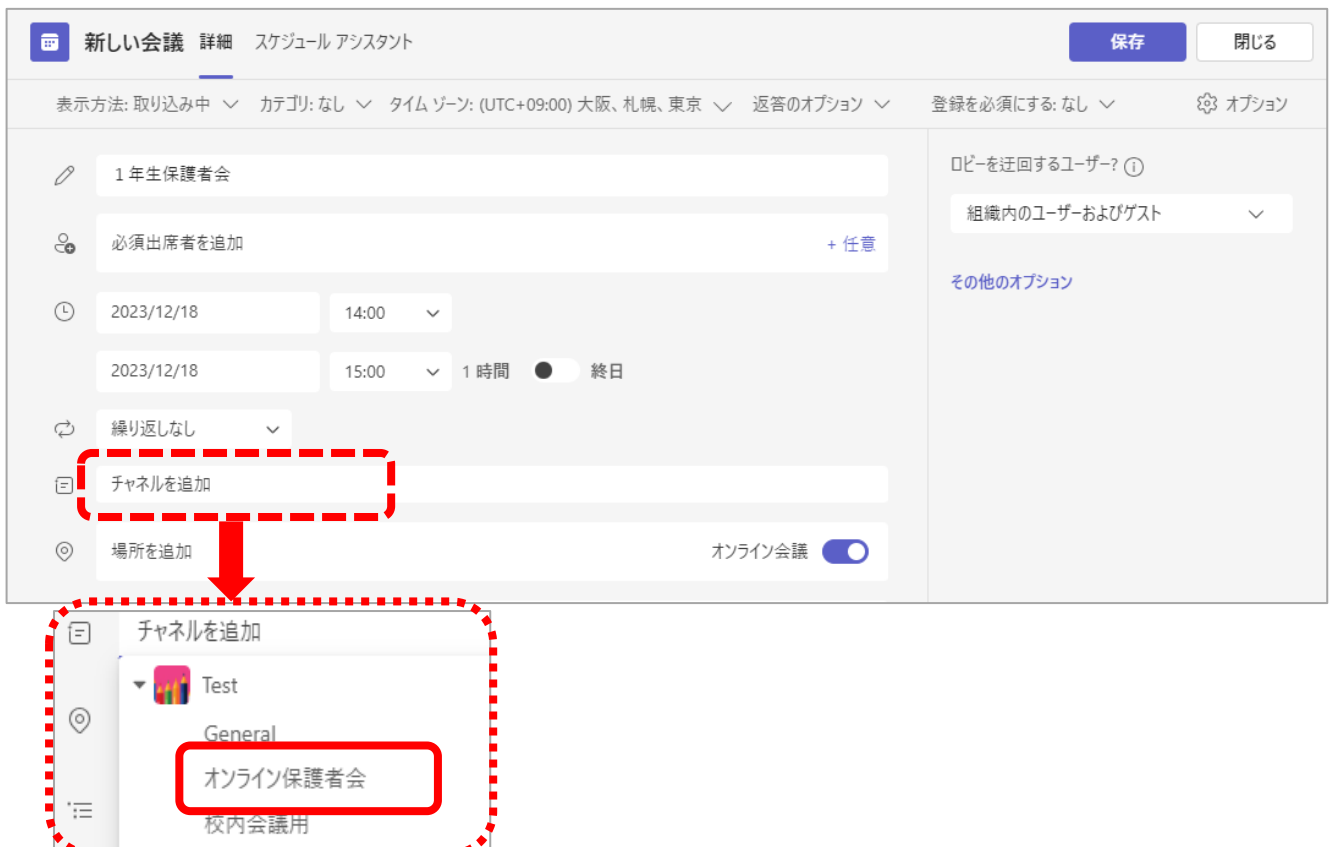 新しい会議 詳細 スケジュール アシスタント 保存 閉じる
表示方法: 取り込み中 カテゴリ: なし タイム ゾーン: (UTC+09:00) 大阪、札幌、東京 返答のオプション 登録を必須にする: なし オプション
1 年生保護者会
必須出席者を追加 + 任意
2023/12/18 14:00
2023/12/18 15:00 1 時間 終日
繰り返しなし
チャネルを追加
場所を追加 オンライン会議
ロビーを迂回するユーザー?
組織内のユーザーおよびゲスト
その他のオプション
チャネルを追加
Test
General
オンライン保護者会
校内会議用